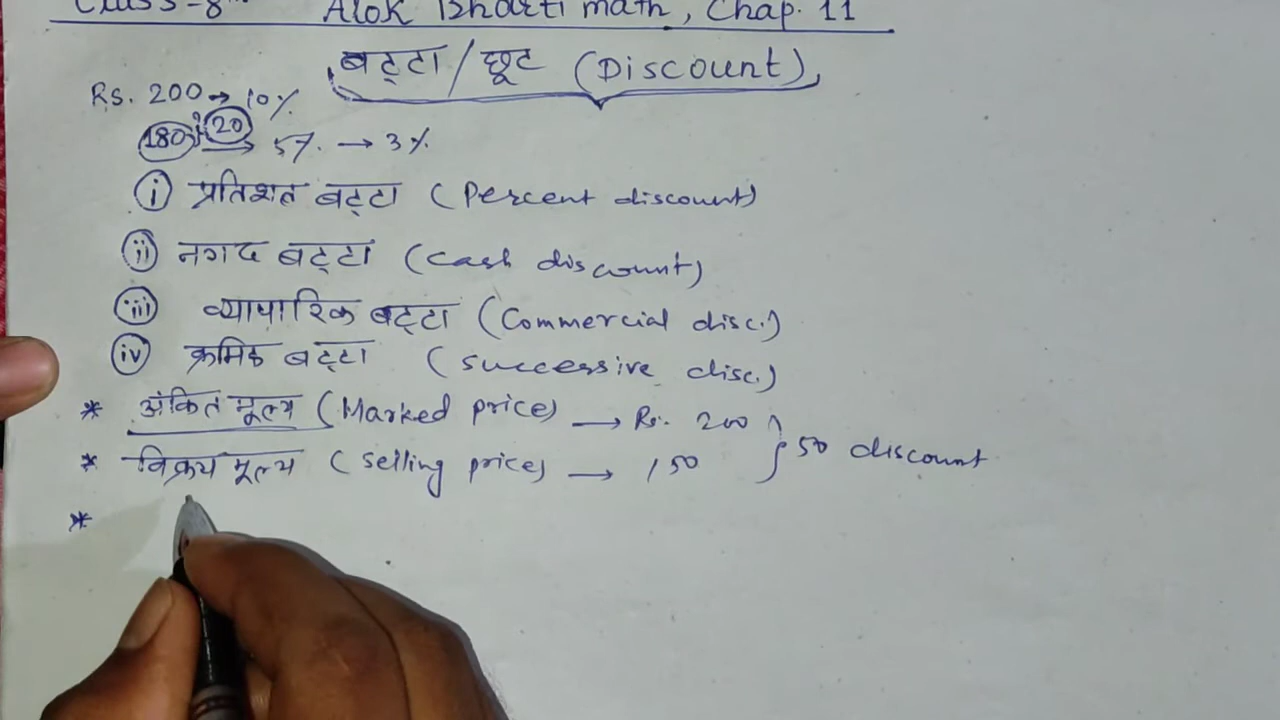 Class-8th Alok Bharti math, Chap. 11
बट्टा/छूट (Discount)
Rs. 200 → 10%
180 20 → 5%. → 3%
(i) प्रतिशत बट्टा (Percent discount)
(ii) नगद बट्टा (Cash discount)
(iii) व्यापारिक बट्टा (Commercial disc.)
(iv) क्रमिक बट्टा (successive disc.)
* अंकित मूल्य (Marked price) → Rs. 200
* विक्रय मूल्य (selling price) → 150 } 50 discount
*